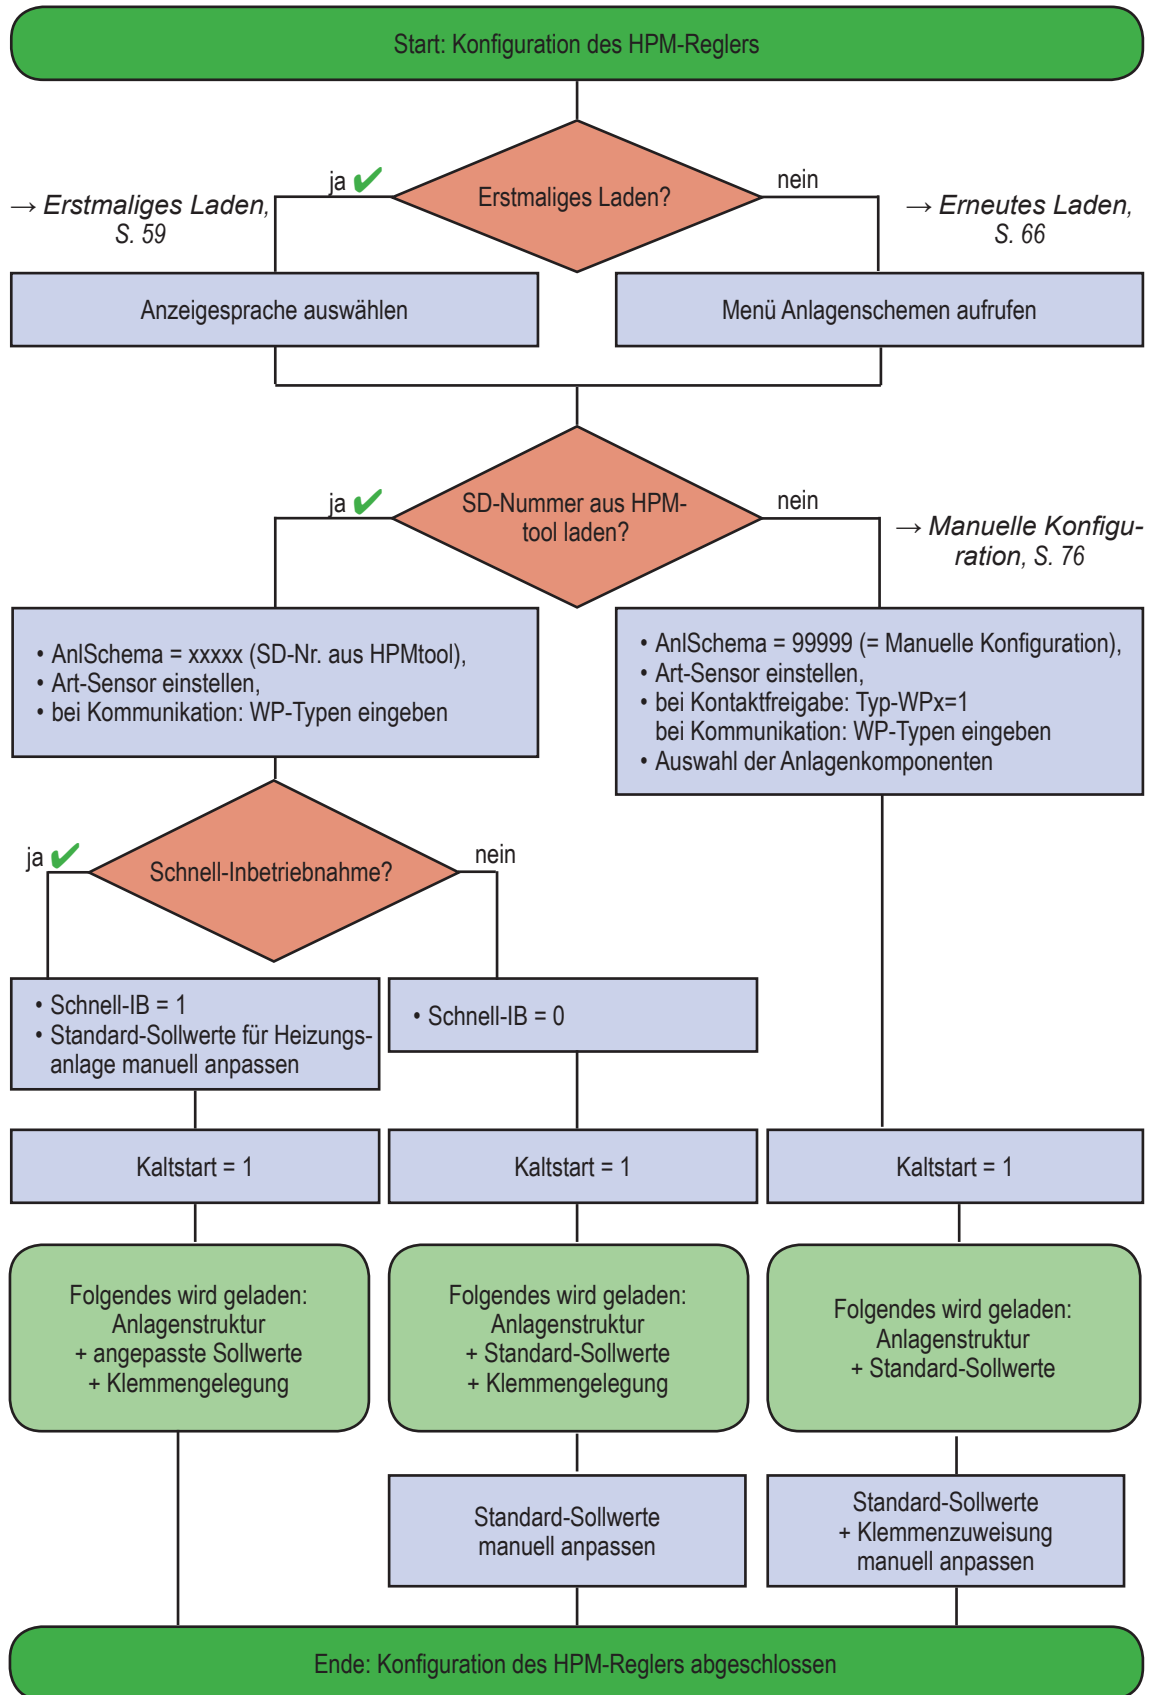 Start: Konfiguration des HPM-Reglers
ja ✔
Erstmaliges Laden?
nein
→ Erstmaliges Laden,
S. 59
→ Erneutes Laden,
S. 66
Anzeigesprache auswählen
Menü Anlagenschemen aufrufen
ja ✔
SD-Nummer aus HPM-
tool laden?
nein
→ Manuelle Konfigu-
ration, S. 76
• AnlSchema = xxxxx (SD-Nr. aus HPMtool),
• Art-Sensor einstellen,
• bei Kommunikation: WP-Typen eingeben
• AnlSchema = 99999 (= Manuelle Konfiguration),
• Art-Sensor einstellen,
• bei Kontaktfreigabe: Typ-WPx=1
bei Kommunikation: WP-Typen eingeben
• Auswahl der Anlagenkomponenten
ja ✔
Schnell-Inbetriebnahme?
nein
• Schnell-IB = 1
• Standard-Sollwerte für Heizungs-
anlage manuell anpassen
• Schnell-IB = 0
Kaltstart = 1
Kaltstart = 1
Kaltstart = 1
Folgendes wird geladen:
Anlagenstruktur
+ angepasste Sollwerte
+ Klemmengelegung
Folgendes wird geladen:
Anlagenstruktur
+ Standard-Sollwerte
+ Klemmengelegung
Folgendes wird geladen:
Anlagenstruktur
+ Standard-Sollwerte
Standard-Sollwerte
manuell anpassen
Standard-Sollwerte
+ Klemmenzuweisung
manuell anpassen
Ende: Konfiguration des HPM-Reglers abgeschlossen